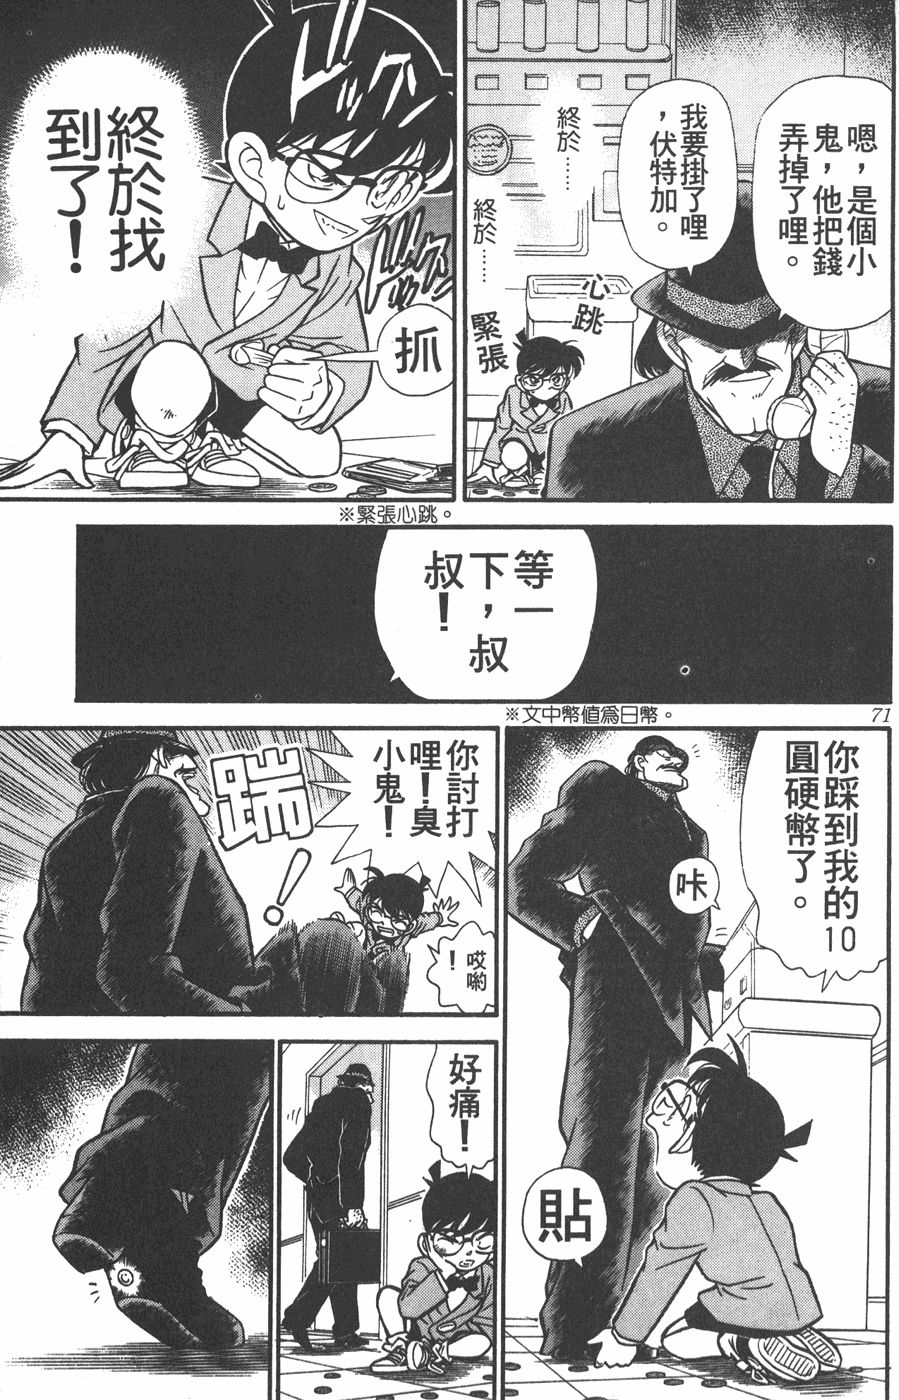 嗯，是個小
鬼，他把錢
弄掉了哩。
我要掛了哩
，伏特加。
終於……
終於……
心跳
緊張
終於找
到了！
抓
※緊張心跳。
等一
下，叔
叔！
※文中幣值為日幣。
71
你踩到我的10
圓硬幣了。
咔
貼
你討打
哩！臭
小鬼！
踹
！
哎喲
！
好痛！